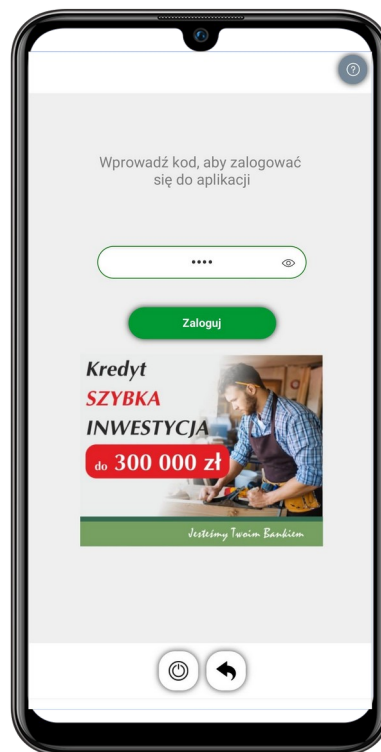 Wprowadź kod, aby zalogować
się do aplikacji
••••
Zaloguj
Kredyt
SZYBKA
INWESTYCJA
do 300 000 zł
Jesteśmy Twoim Bankiem